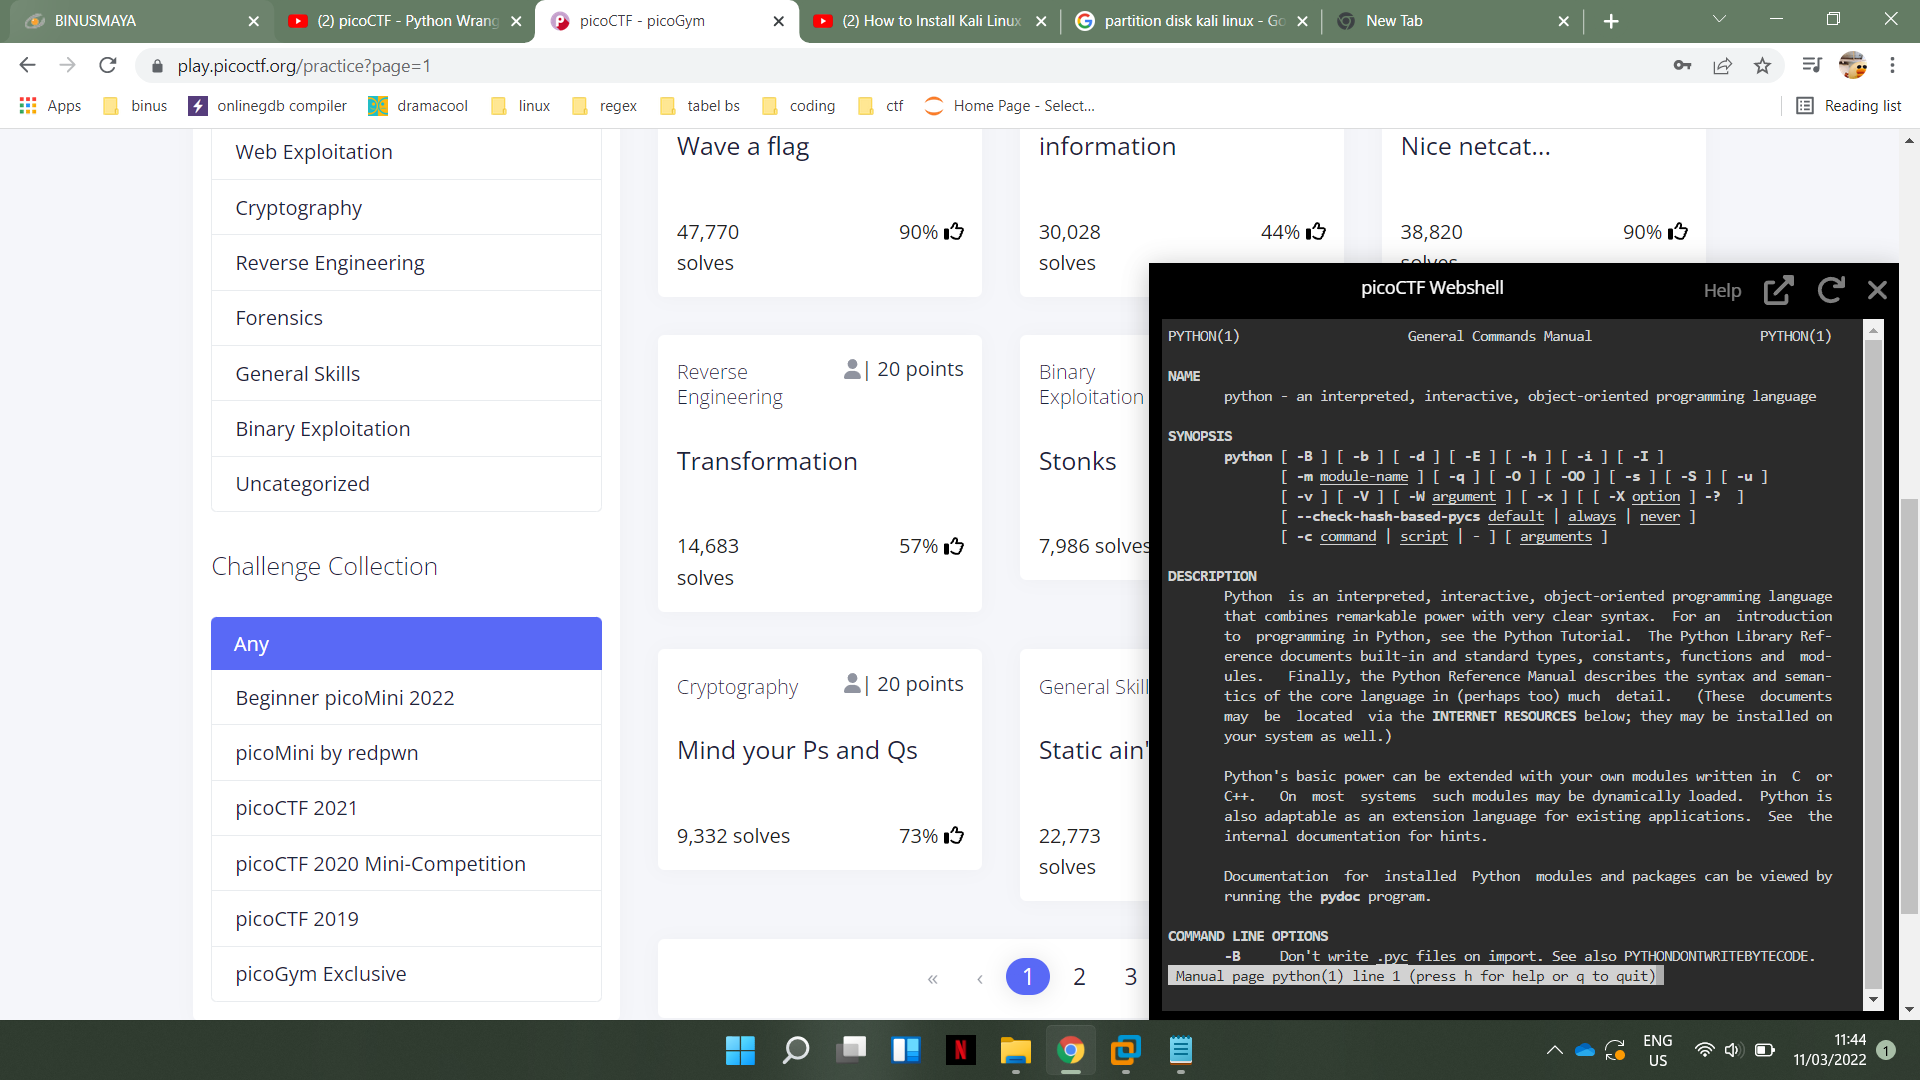 BINUSMAYA
(2) picoCTF - Python Wrang
picoCTF - picoGym
(2) How to Install Kali Linux
partition disk kali linux - Go
New Tab
play.picoctf.org/practice?page=1
Apps
binus
onlinegdb compiler
dramacool
linux
regex
tabel bs
coding
ctf
Home Page - Select...
Reading list
Web Exploitation
Cryptography
Reverse Engineering
Forensics
General Skills
Binary Exploitation
Uncategorized
Challenge Collection
Any
Beginner picoMini 2022
picoMini by redpwn
picoCTF 2021
picoCTF 2020 Mini-Competition
picoCTF 2019
picoGym Exclusive
Wave a flag
47,770
solves
90%
information
30,028
solves
44%
Nice netcat...
38,820
solves
90%
Reverse
Engineering
| 20 points
Transformation
14,683
solves
57%
Binary
Exploitation
Stonks
7,986 solves
Cryptography
| 20 points
Mind your Ps and Qs
9,332 solves
73%
General Skill
Static ain'
22,773
solves
« ‹ 1 2 3
picoCTF Webshell
Help
PYTHON(1) General Commands Manual PYTHON(1)
NAME
python - an interpreted, interactive, object-oriented programming language
SYNOPSIS
python [ -B ] [ -b ] [ -d ] [ -E ] [ -h ] [ -i ] [ -I ]
[ -m module-name ] [ -q ] [ -O ] [ -OO ] [ -s ] [ -S ] [ -u ]
[ -v ] [ -V ] [ -W argument ] [ -x ] [ [ -X option ] -? ]
[ --check-hash-based-pycs default | always | never ]
[ -c command | script | - ] [ arguments ]
DESCRIPTION
Python is an interpreted, interactive, object-oriented programming language
that combines remarkable power with very clear syntax. For an introduction
to programming in Python, see the Python Tutorial. The Python Library Ref-
erence documents built-in and standard types, constants, functions and mod-
ules. Finally, the Python Reference Manual describes the syntax and seman-
tics of the core language in (perhaps too) much detail. (These documents
may be located via the INTERNET RESOURCES below; they may be installed on
your system as well.)
Python's basic power can be extended with your own modules written in C or
C++. On most systems such modules may be dynamically loaded. Python is
also adaptable as an extension language for existing applications. See the
internal documentation for hints.
Documentation for installed Python modules and packages can be viewed by
running the pydoc program.
COMMAND LINE OPTIONS
-B Don't write .pyc files on import. See also PYTHONDONTWRITEBYTECODE.
Manual page python(1) line 1 (press h for help or q to quit)
N
ENG
US
11:44
11/03/2022
1